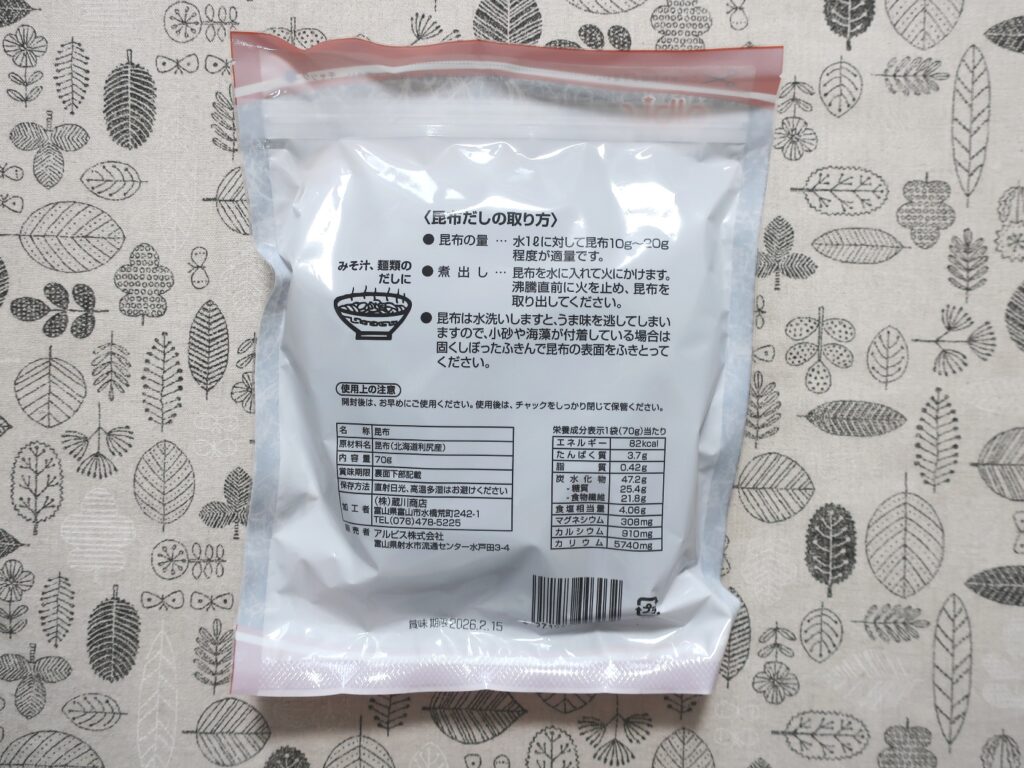 〈昆布だしの取り方〉
● 昆布の量 … 水1ℓに対して昆布10g〜20g
程度が適量です。
みそ汁、麺類の
だしに
● 煮出し … 昆布を水に入れて火にかけます。
沸騰直前に火を止め、昆布を
取り出してください。
● 昆布は水洗いしますと、うま味を逃してしまい
ますので、小砂や海藻が付着している場合は
固くしぼったふきんで昆布の表面をふきとって
ください。
使用上の注意
開封後は、お早めにご使用ください。使用後は、チャックをしっかり閉じて保管ください。
名称 昆布
原材料名 昆布(北海道利尻産)
内容量 70g
賞味期限 裏面下部記載
保存方法 直射日光、高温多湿はお避けください
加工者 (株)蔵川商店
富山県富山市水橋荒町242-1
TEL(076)478-5225
販売者 アルビス株式会社
富山県射水市流通センター水戸田3-4
栄養成分表示1袋(70g)当たり
エネルギー 82kcal
たんぱく質 3.7g
脂質 0.42g
炭水化物 47.2g
-糖質 25.4g
-食物繊維 21.8g
食塩相当量 4.06g
マグネシウム 308mg
カルシウム 910mg
カリウム 5740mg
賞味期限 2026.2.15
プラ